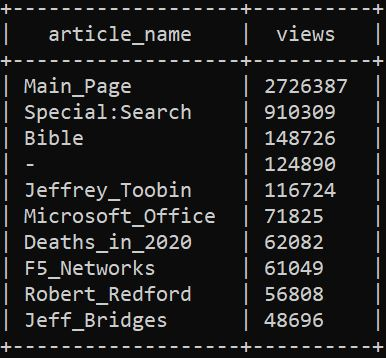 +-------------------+----------+
|   article_name    |  views   |
+-------------------+----------+
| Main_Page         | 2726387  |
| Special:Search    | 910309   |
| Bible             | 148726   |
| -                 | 124890   |
| Jeffrey_Toobin    | 116724   |
| Microsoft_Office  | 71825    |
| Deaths_in_2020    | 62082    |
| F5_Networks       | 61049    |
| Robert_Redford    | 56808    |
| Jeff_Bridges      | 48696    |
+-------------------+----------+